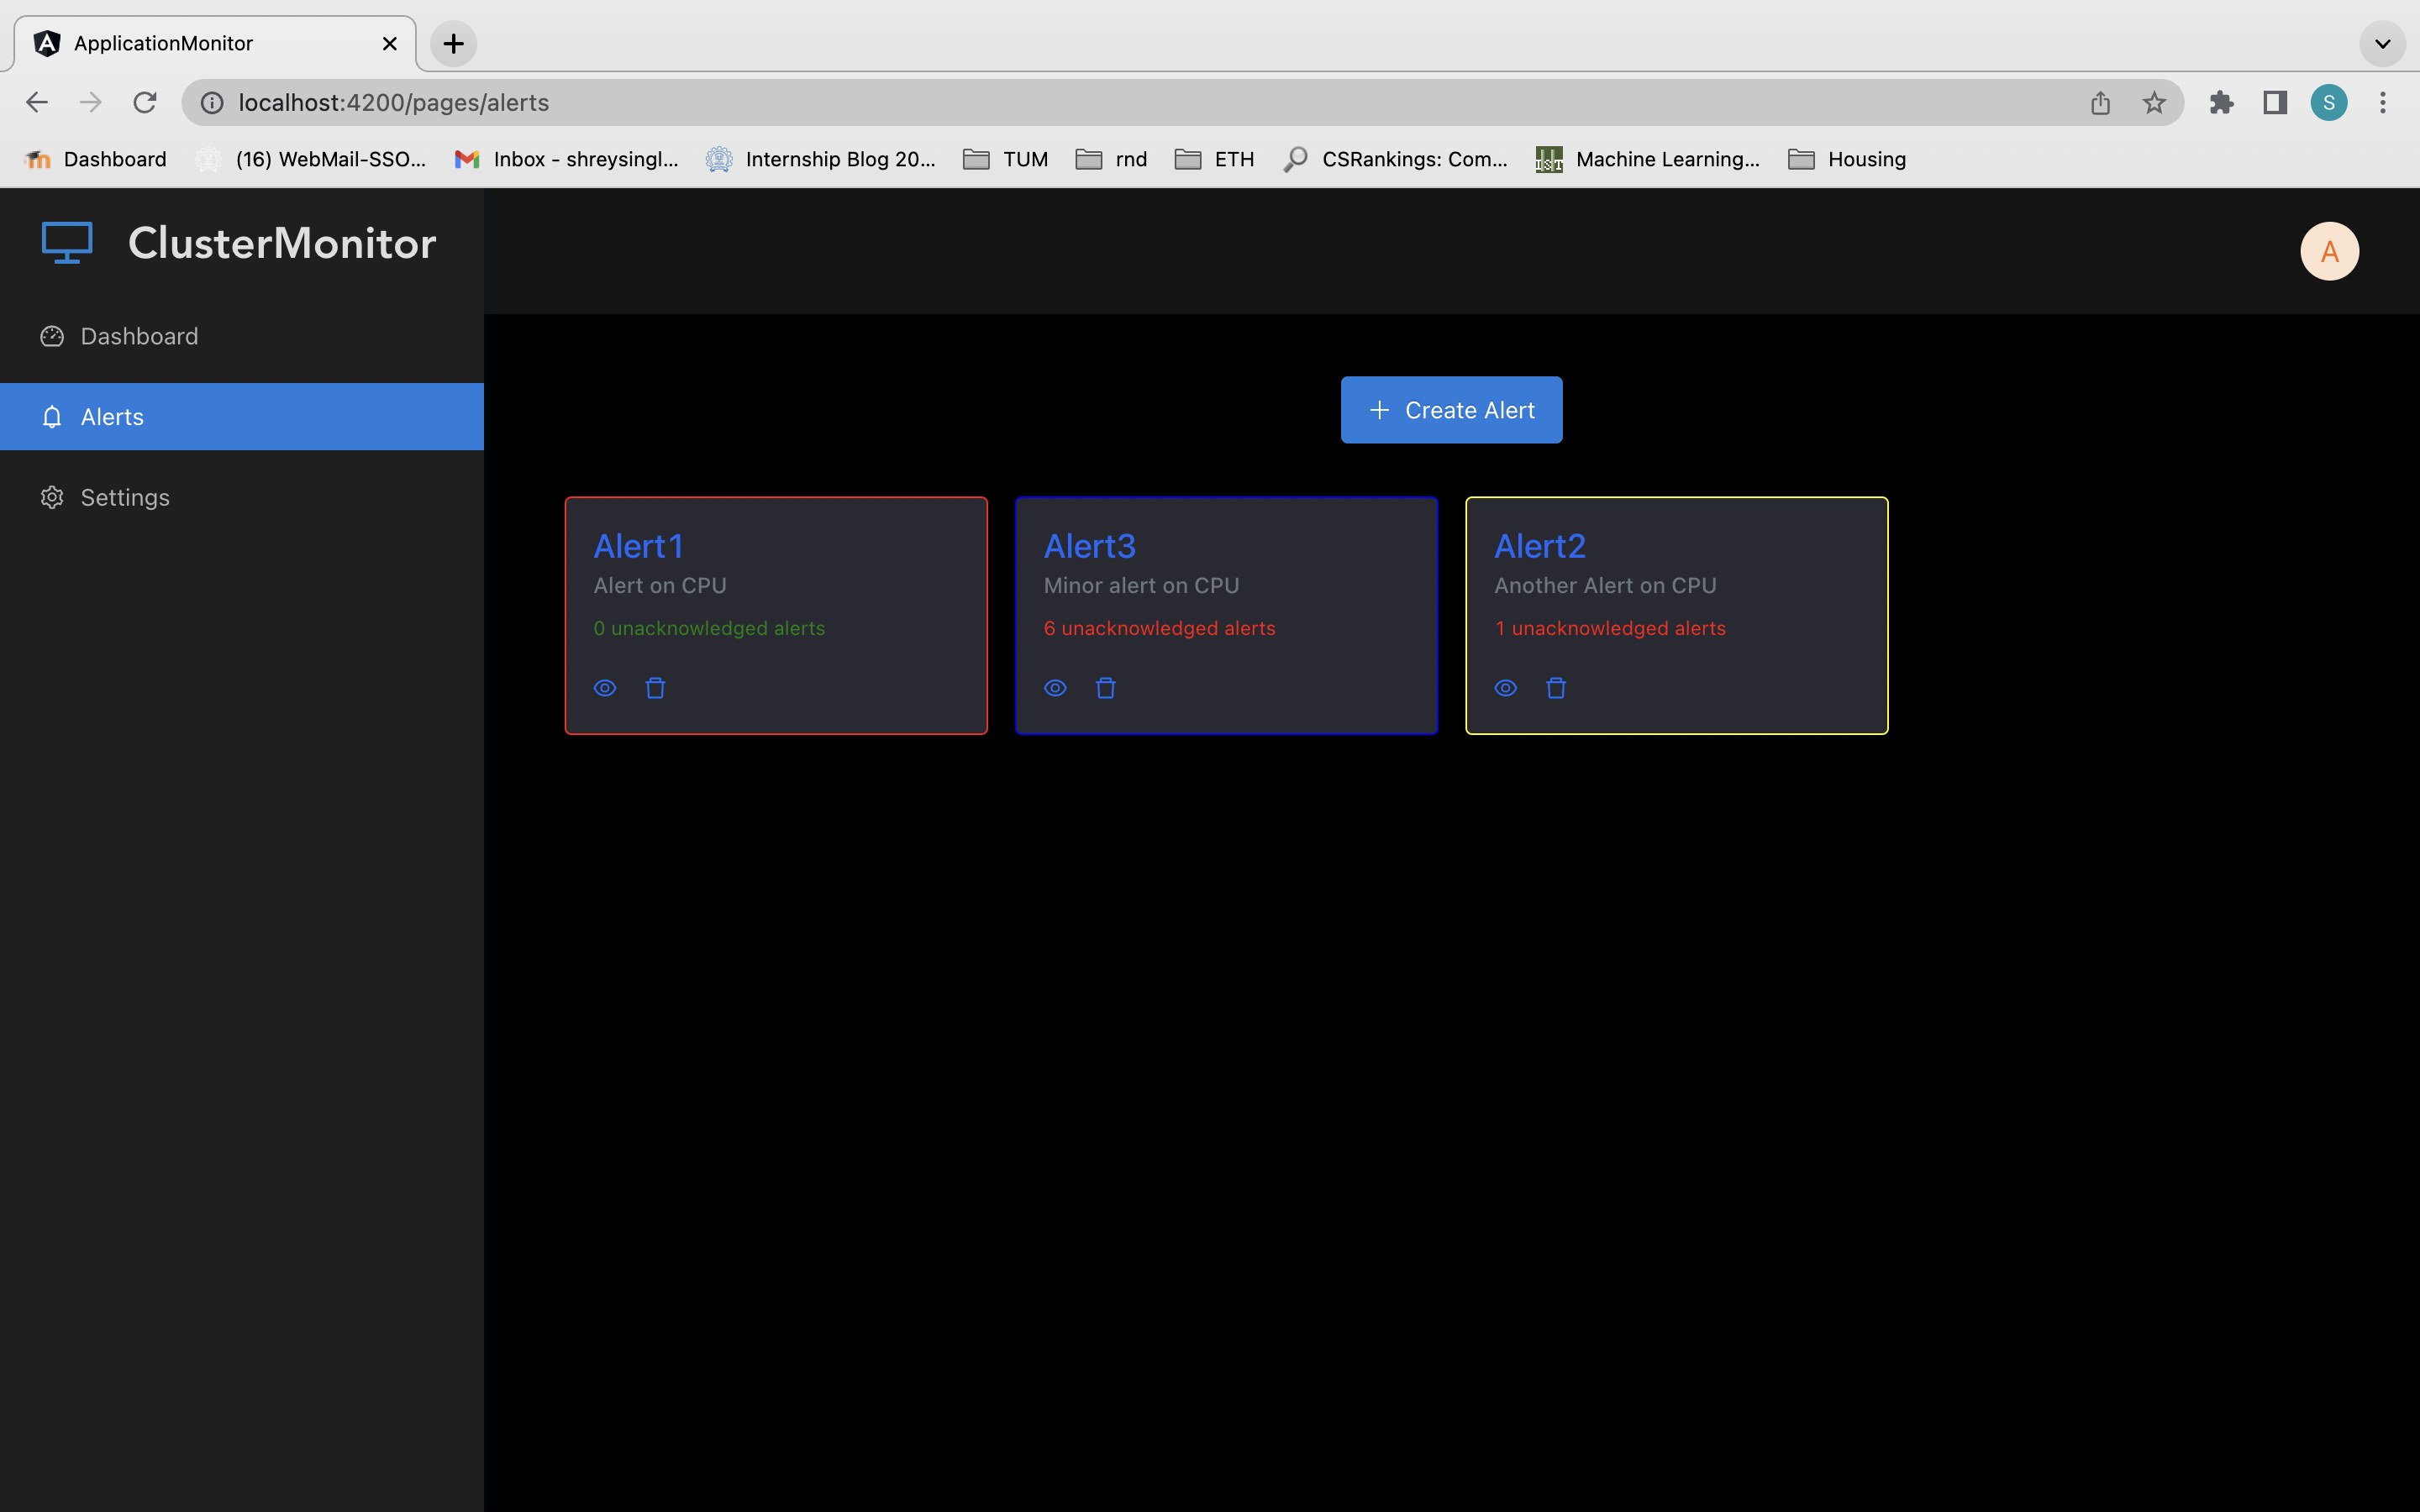 ApplicationMonitor
localhost:4200/pages/alerts
S
Dashboard
(16) WebMail-SSO...
Inbox - shreysingl...
Internship Blog 20...
TUM
rnd
ETH
CSRankings: Com...
Machine Learning...
Housing
ClusterMonitor
A
Dashboard
Alerts
Settings
+ Create Alert
Alert1
Alert on CPU
0 unacknowledged alerts
Alert3
Minor alert on CPU
6 unacknowledged alerts
Alert2
Another Alert on CPU
1 unacknowledged alerts